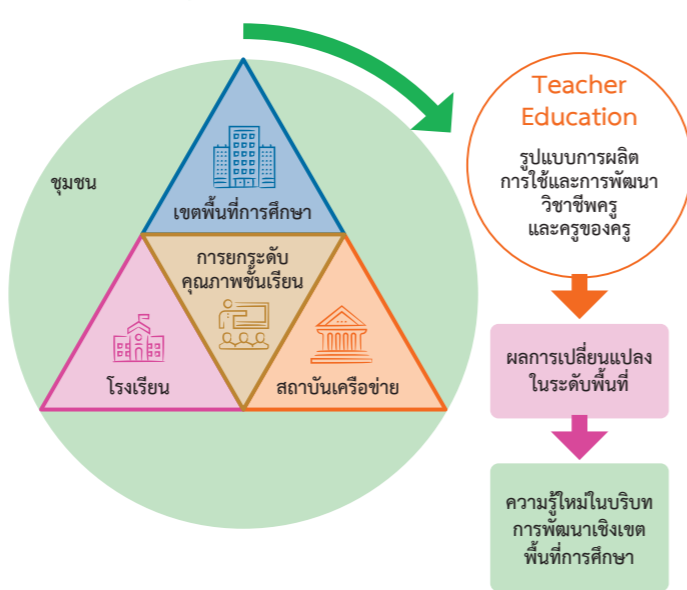 ชุมชน
เขตพื้นที่การศึกษา
การยกระดับ
คุณภาพชั้นเรียน
โรงเรียน
สถาบันเครือข่าย
Teacher
Education
รูปแบบการผลิต
การใช้และการพัฒนา
วิชาชีพครู
และครูของครู
ผลการเปลี่ยนแปลง
ในระดับพื้นที่
ความรู้ใหม่ในบริบท
การพัฒนาเชิงเขต
พื้นที่การศึกษา